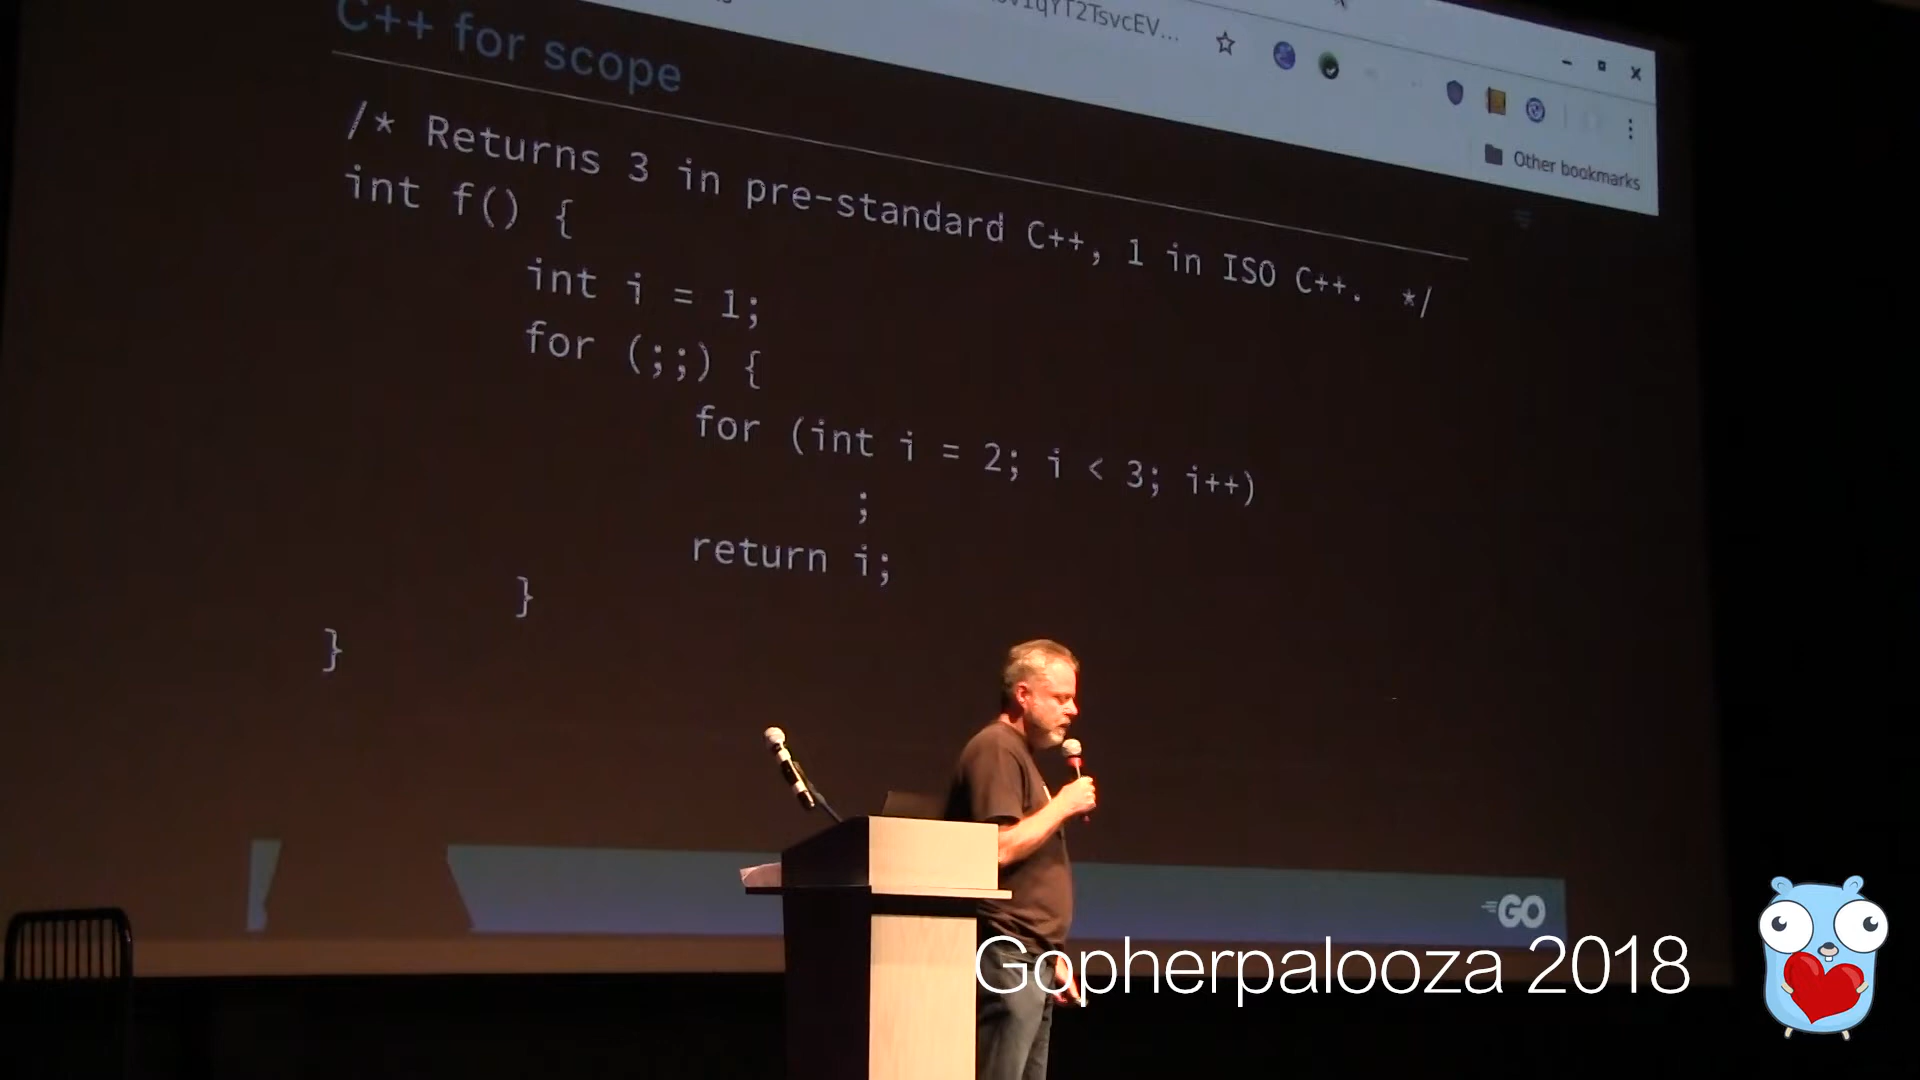 C++ for scope
/* Returns 3 in pre-standard C++, 1 in ISO C++. */
int f() {
int i = 1;
for (;;) {
for (int i = 2; i < 3; i++)
;
return i;
}
}
Other bookmarks
GO
Gopherpalooza 2018